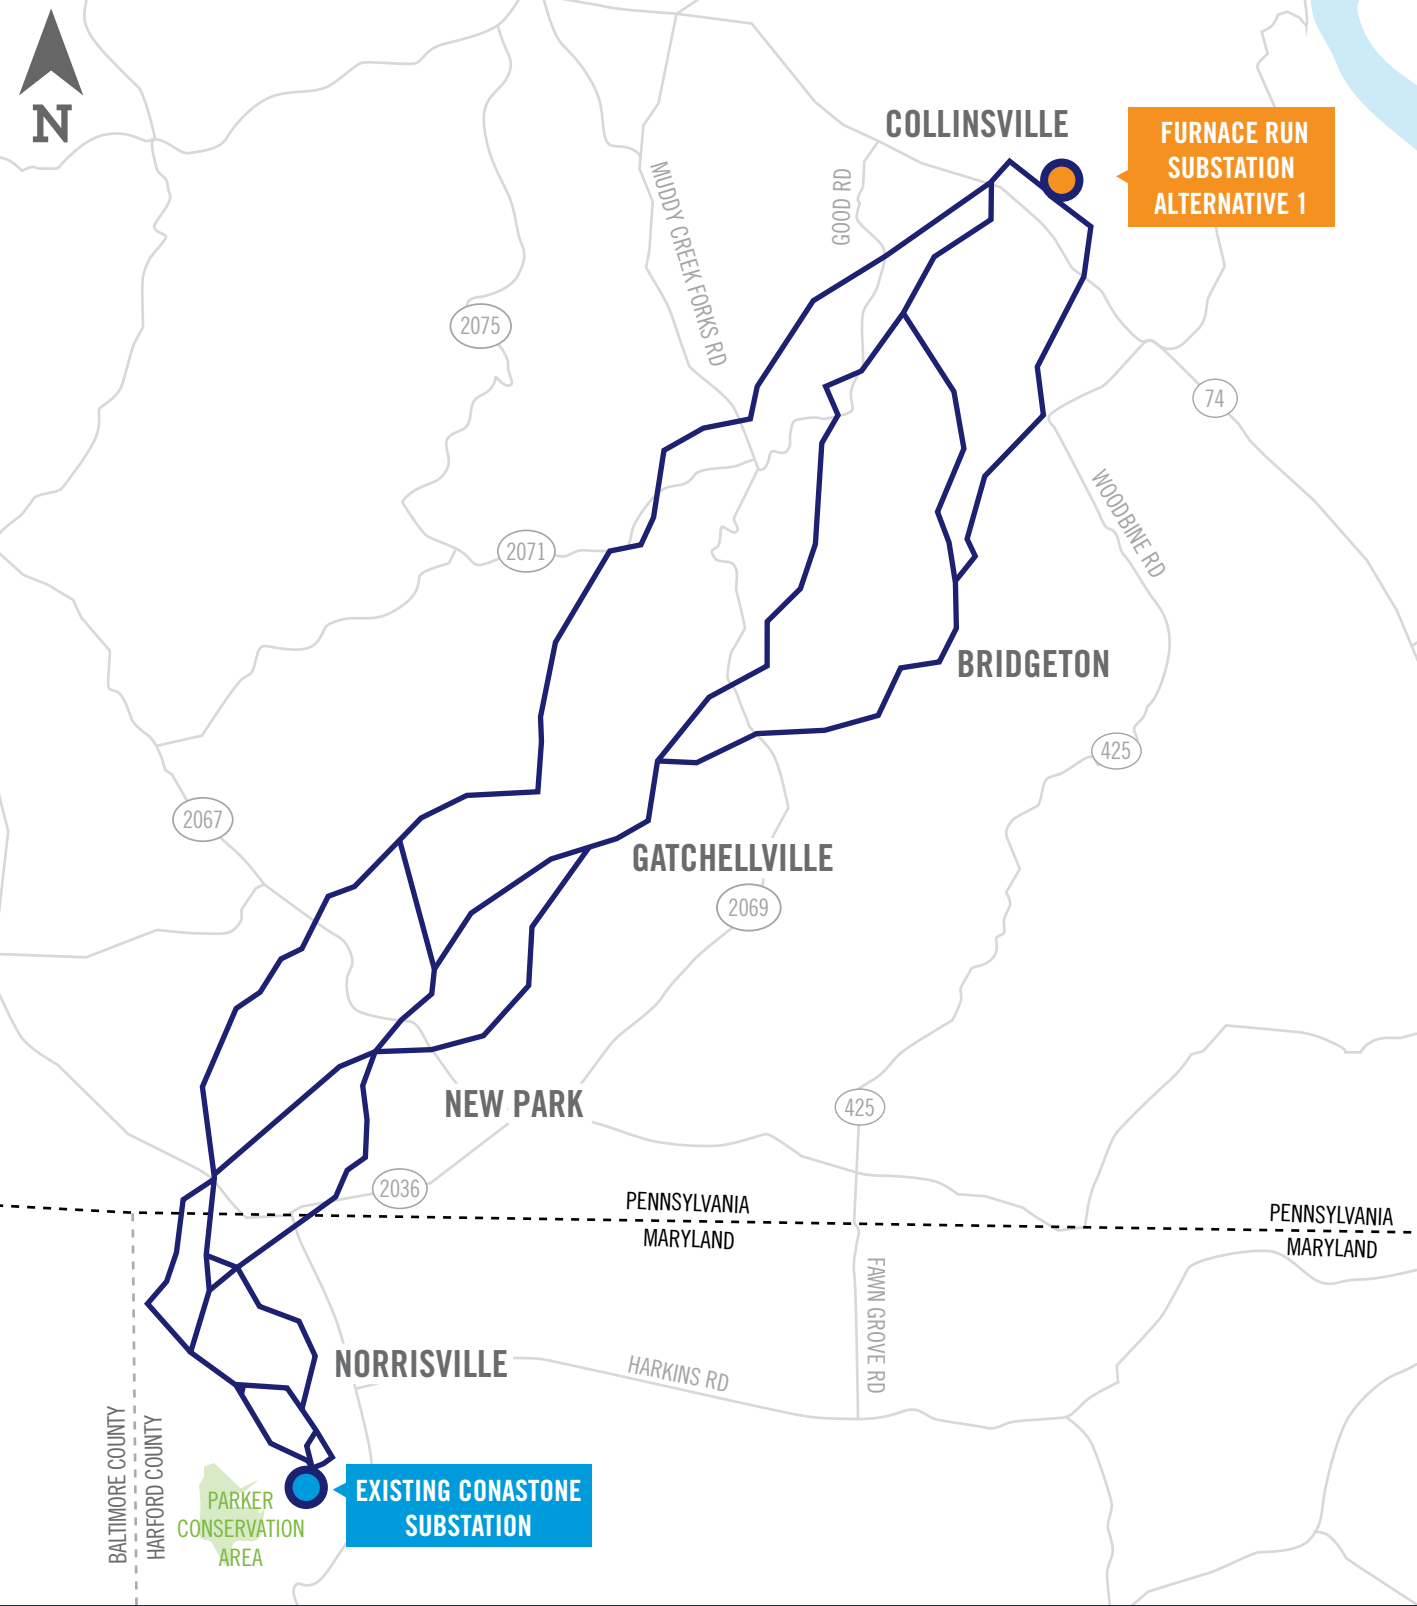 N
COLLINSVILLE
FURNACE RUN
SUBSTATION
ALTERNATIVE 1
MUDDY CREEK FORKS RD
GOOD RD
2075
74
WOODBINE RD
2071
BRIDGETON
425
2067
GATCHELLVILLE
2069
NEW PARK
425
2036
PENNSYLVANIA
MARYLAND
PENNSYLVANIA
MARYLAND
FAWN GROVE RD
NORRISVILLE
HARKINS RD
BALTIMORE COUNTY
HARFORD COUNTY
PARKER
CONSERVATION
AREA
EXISTING CONASTONE
SUBSTATION